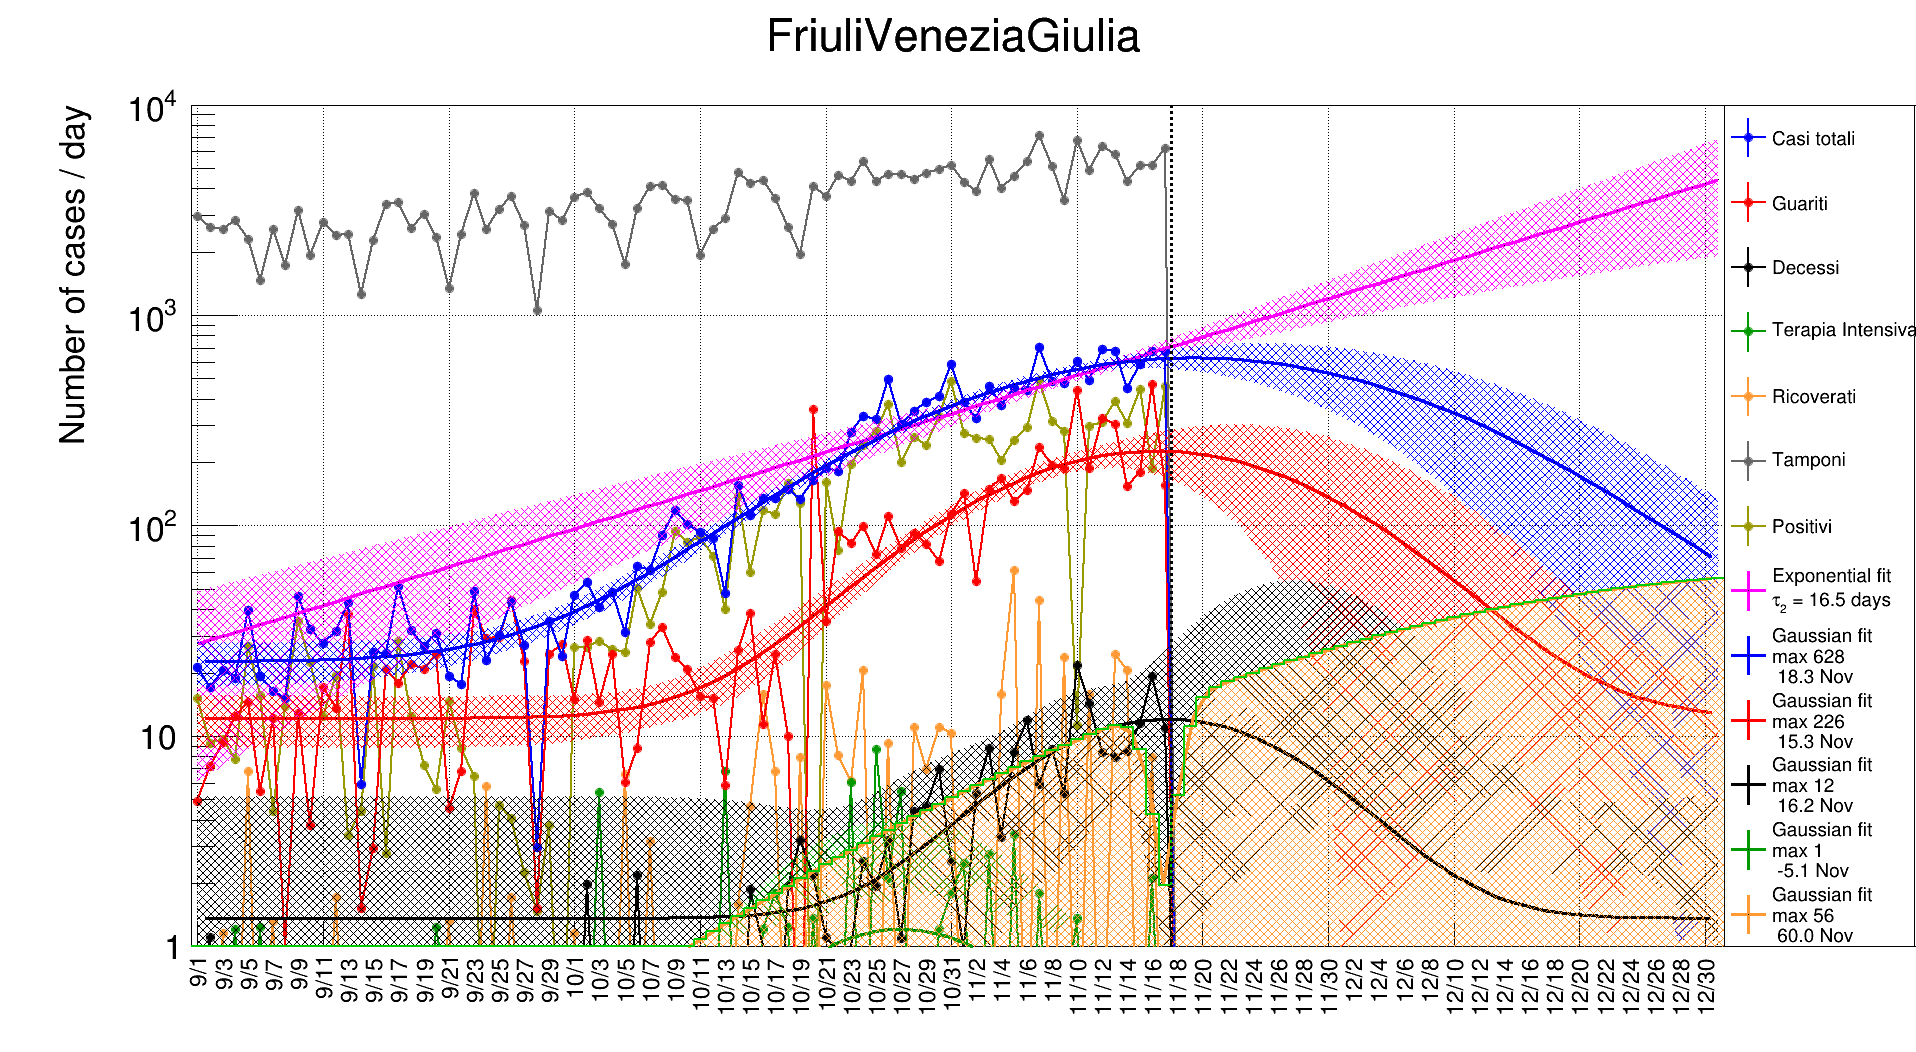 FriuliVeneziaGiulia
Number of cases / day
10⁴
10³
10²
10
1
9/1
9/3
9/5
9/7
9/9
9/11
9/13
9/15
9/17
9/19
9/21
9/23
9/25
9/27
9/29
10/1
10/3
10/5
10/7
10/9
10/11
10/13
10/15
10/17
10/19
10/21
10/23
10/25
10/27
10/29
10/31
11/2
11/4
11/6
11/8
11/10
11/12
11/14
11/16
11/18
11/20
11/22
11/24
11/26
11/28
11/30
12/2
12/4
12/6
12/8
12/10
12/12
12/14
12/16
12/18
12/20
12/22
12/24
12/26
12/28
12/30
Casi totali
Guariti
Decessi
Terapia Intensiva
Ricoverati
Tamponi
Positivi
Exponential fit
τ₂ = 16.5 days
Gaussian fit
max 628
18.3 Nov
Gaussian fit
max 226
15.3 Nov
Gaussian fit
max 12
16.2 Nov
Gaussian fit
max 1
-5.1 Nov
Gaussian fit
max 56
60.0 Nov